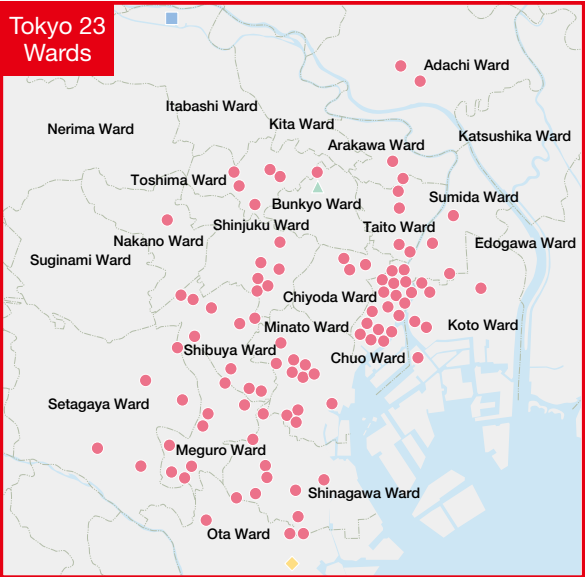 Tokyo 23
Wards
Adachi Ward
Itabashi Ward
Kita Ward
Nerima Ward
Katsushika Ward
Arakawa Ward
Toshima Ward
Sumida Ward
Bunkyo Ward
Shinjuku Ward
Taito Ward
Nakano Ward
Edogawa Ward
Suginami Ward
Chiyoda Ward
Minato Ward
Koto Ward
Shibuya Ward
Chuo Ward
Setagaya Ward
Meguro Ward
Shinagawa Ward
Ota Ward